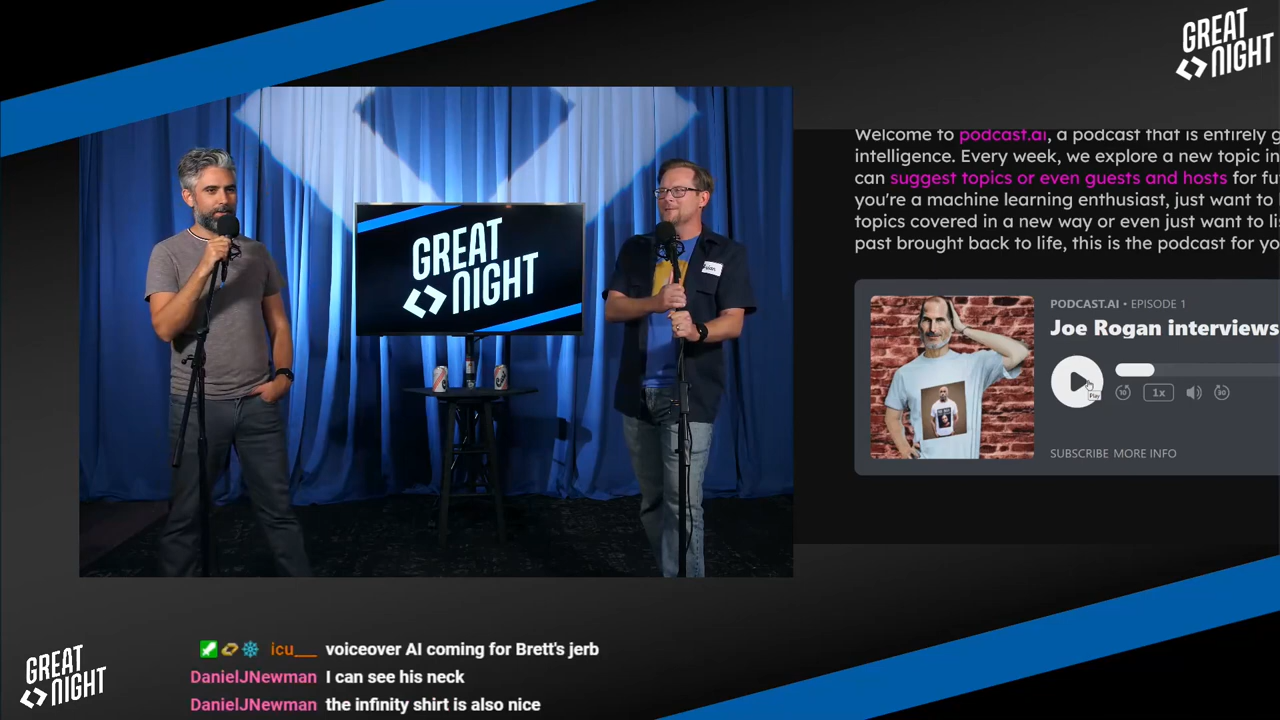 GREAT
NIGHT
GREAT
NIGHT
Welcome to podcast.ai, a podcast that is entirely g
intelligence. Every week, we explore a new topic in
can suggest topics or even guests and hosts for fu
you're a machine learning enthusiast, just want to
topics covered in a new way or even just want to li
past brought back to life, this is the podcast for yo
PODCAST.AI • EPISODE 1
Joe Rogan interviews
Play
10 1x 90
SUBSCRIBE MORE INFO
icu___ voiceover AI coming for Brett's jerb
DanielJNewman I can see his neck
DanielJNewman the infinity shirt is also nice
GREAT
NIGHT